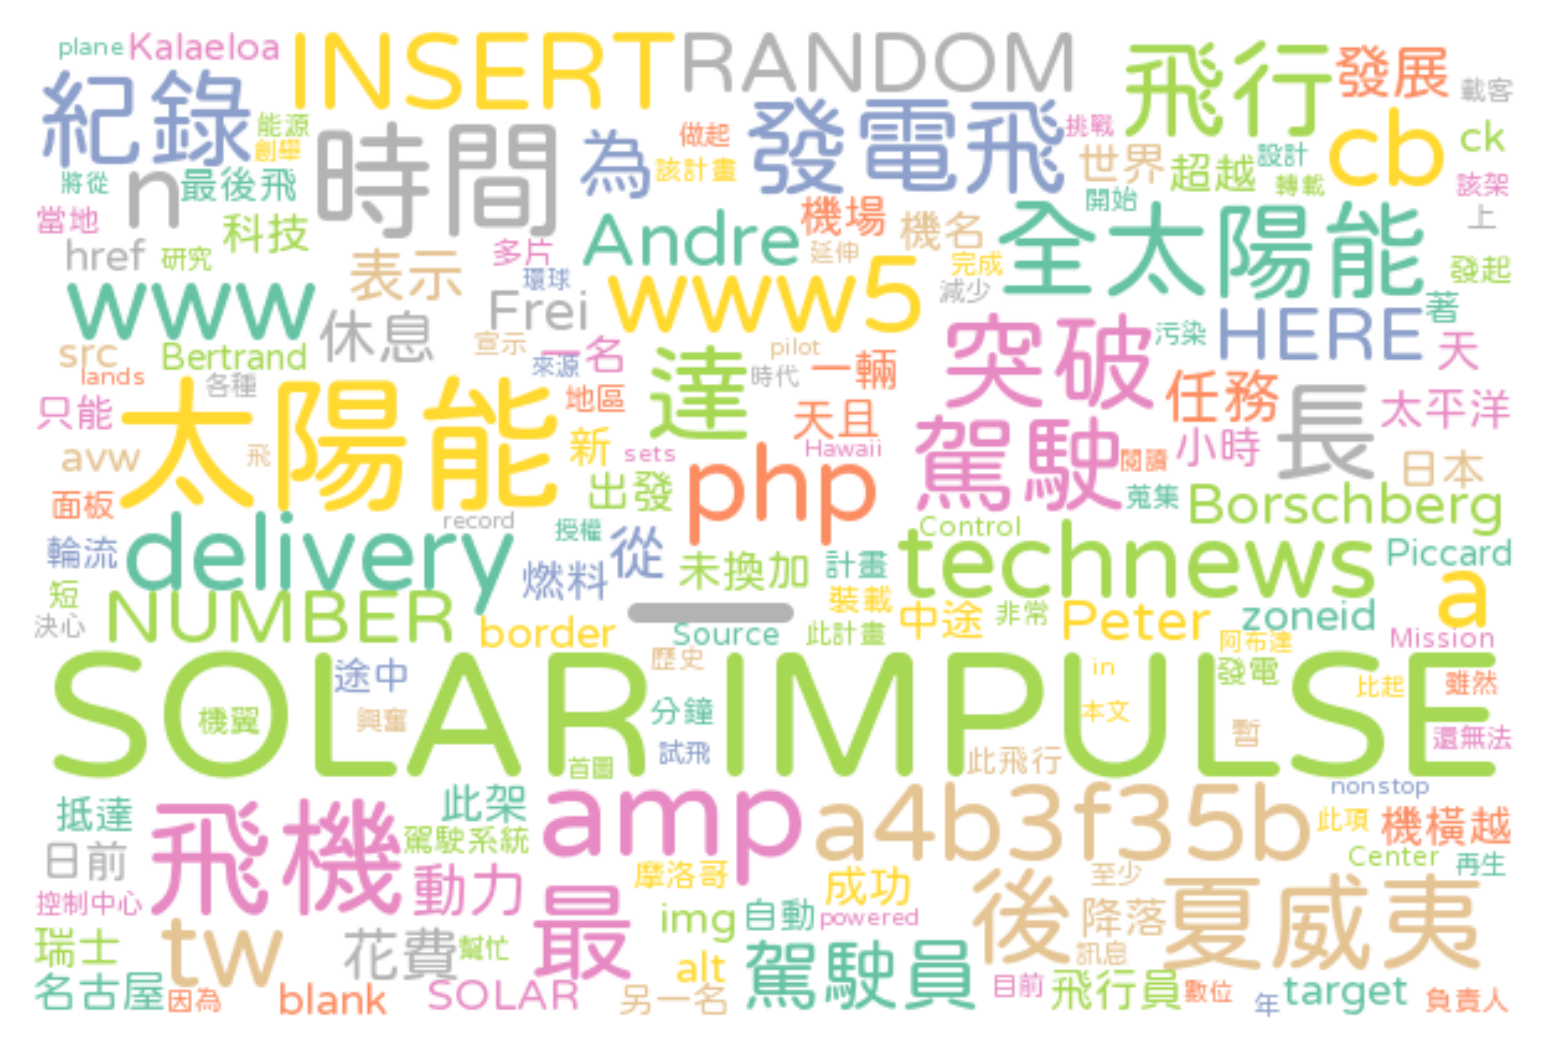 plane Kalaeloa INSERT RANDOM 飛行 發展 載客
紀錄 能源 創舉 時間 為 做起 該計畫 發電飛 挑戰 世界 超越 設計 轉載 cb ck
將從 n 最後飛 開始 該架
當地 科技 多片 Andre 機場 機名 全太陽能 上
href 研究 表示 環球 延伸 完成 發起
www 休息 Frei www5 減少 HERE 著
src Bertrand 宣示 一名 pilot 突破 污染 天
lands 各種 來源 達 時代 一輛 任務 長
只能 太陽能 地區 天且 駕駛 太平洋
avw 飛 新 sets php Hawaii 閱讀 小時 日本
面板 出發 蒐集 Borschberg
輪流 delivery record 授權 從 Control technews Piccard
燃料 未換加 計畫 a
短 NUMBER 裝載 中途 非常 Peter zoneid
決心 border Source 此計畫 阿布達 Mission
SOLAR IMPULSE 途中 歷史 in 發電 比起 雖然
機翼 興奮 分鐘 本文 暫 還無法
首圖 試飛 此飛行 nonstop
抵達 飛機 此架 amp a4b3f35b 此項 機橫越
日前 駕駛系統 Center 再生
控制中心 動力 最 摩洛哥 成功 後 至少 夏威夷
瑞士 tw 花費 幫忙 img 自動 powered 降落
alt 駕駛員 訊息
名古屋 因為 blank SOLAR 另一名 目前 飛行員 數位 年 target 負責人